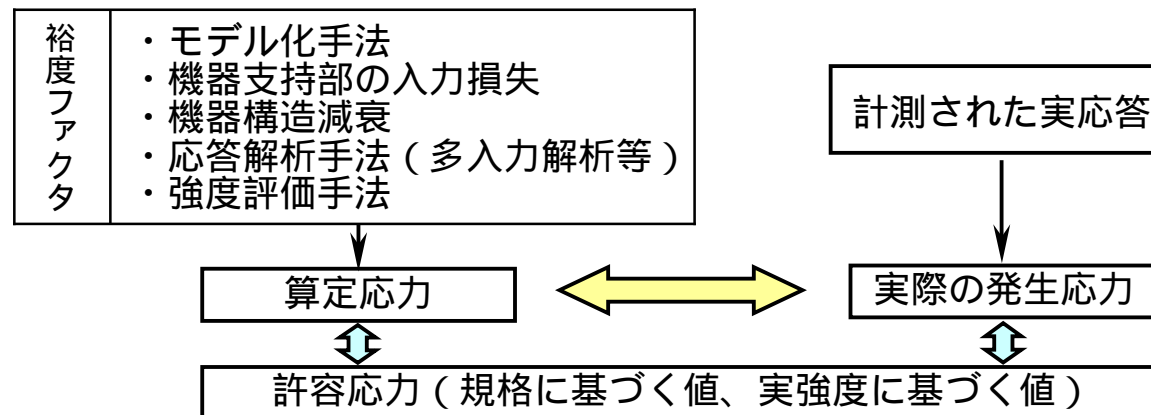 裕度ファクタ
・モデル化手法
・機器支持部の入力損失
・機器構造減衰
・応答解析手法(多入力解析等)
・強度評価手法
計測された実応答
算定応力
実際の発生応力
許容応力(規格に基づく値、実強度に基づく値)